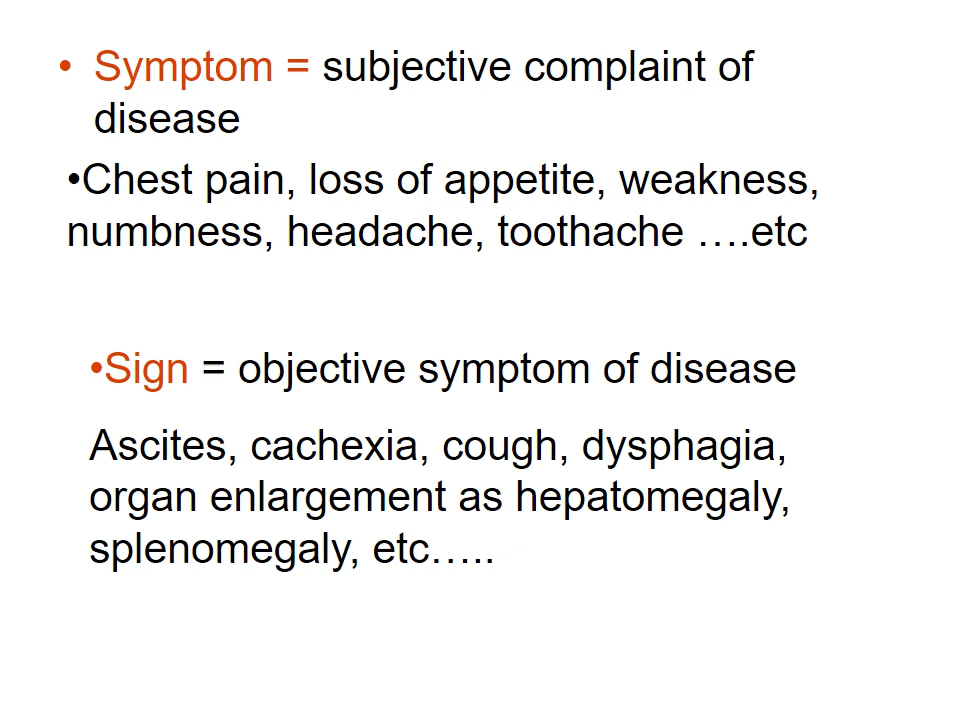 • Symptom = subjective complaint of
disease
•Chest pain, loss of appetite, weakness,
numbness, headache, toothache ….etc
•Sign = objective symptom of disease
Ascites, cachexia, cough, dysphagia,
organ enlargement as hepatomegaly,
splenomegaly, etc…..